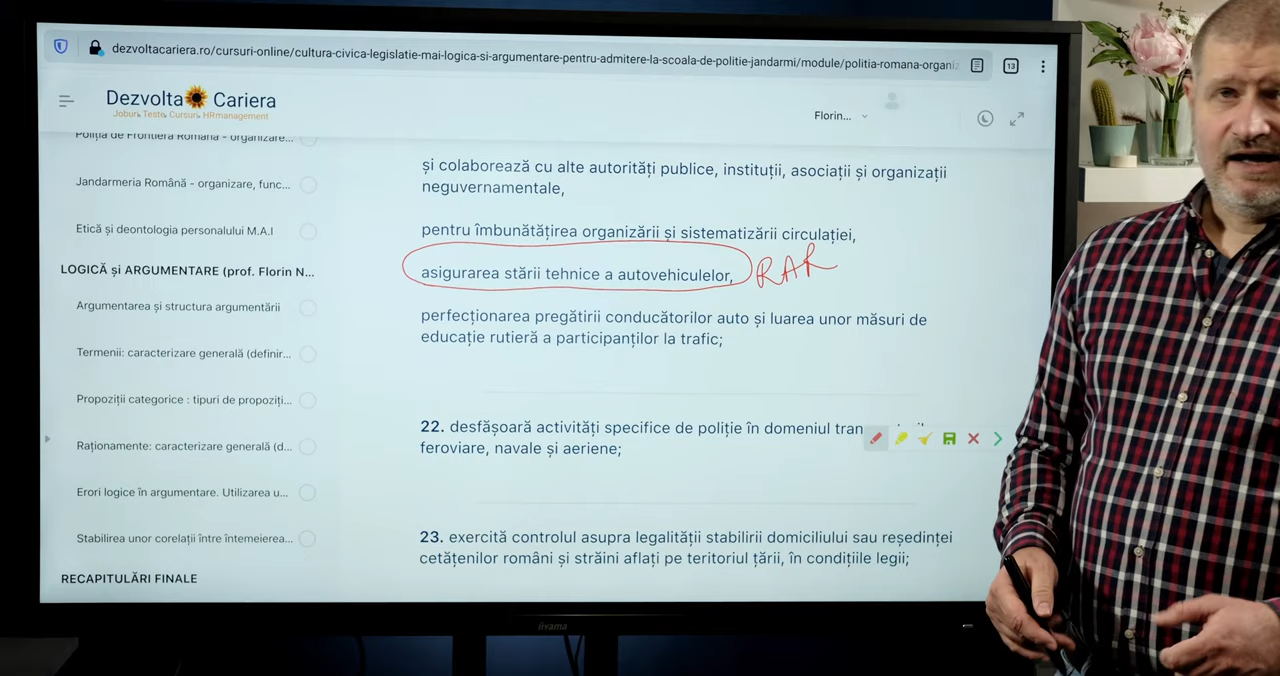 dezvoltacariera.ro/cursuri-online/cultura-civica-legislatie-mai-logica-si-argumentare-pentru-admitere-la-scoala-de-politie-jandarmi/module/politia-romana-organiz
13
Dezvolta Cariera
Joburi, Teste, Cursuri, HRmanagement
Florin...
Poliția de Frontieră Română - organizare...
Jandarmeria Română - organizare, func...
Etică și deontologia personalului M.A.I
LOGICĂ și ARGUMENTARE (prof. Florin N...
Argumentarea și structura argumentării
Termenii: caracterizare generală (definir...
Propoziții categorice : tipuri de propoziți...
Raționamente: caracterizare generală (d...
Erori logice în argumentare. Utilizarea u...
Stabilirea unor corelații între întemeierea...
RECAPITULĂRI FINALE
și colaborează cu alte autorități publice, instituții, asociații și organizații
neguvernamentale,
pentru îmbunătățirea organizării și sistematizării circulației,
asigurarea stării tehnice a autovehiculelor, RAR
perfecționarea pregătirii conducătorilor auto și luarea unor măsuri de
educație rutieră a participanților la trafic;
22. desfășoară activități specifice de poliție în domeniul
feroviare, navale și aeriene;
23. exercită controlul asupra legalității stabilirii domiciliului sau reședinței
cetățenilor români și străini aflați pe teritoriul țării, în condițiile legii;
iiyama